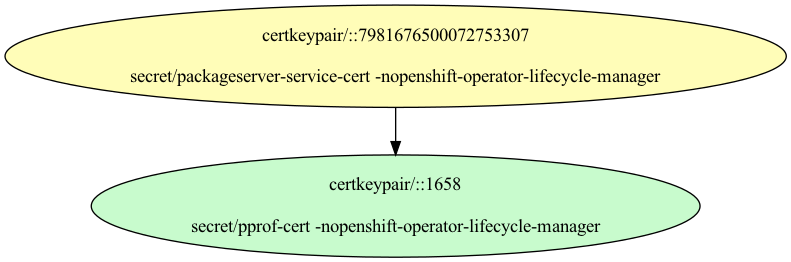 certkeypair/::7981676500072753307
secret/packageserver-service-cert -nopenshift-operator-lifecycle-manager
certkeypair/::1658
secret/pprof-cert -nopenshift-operator-lifecycle-manager